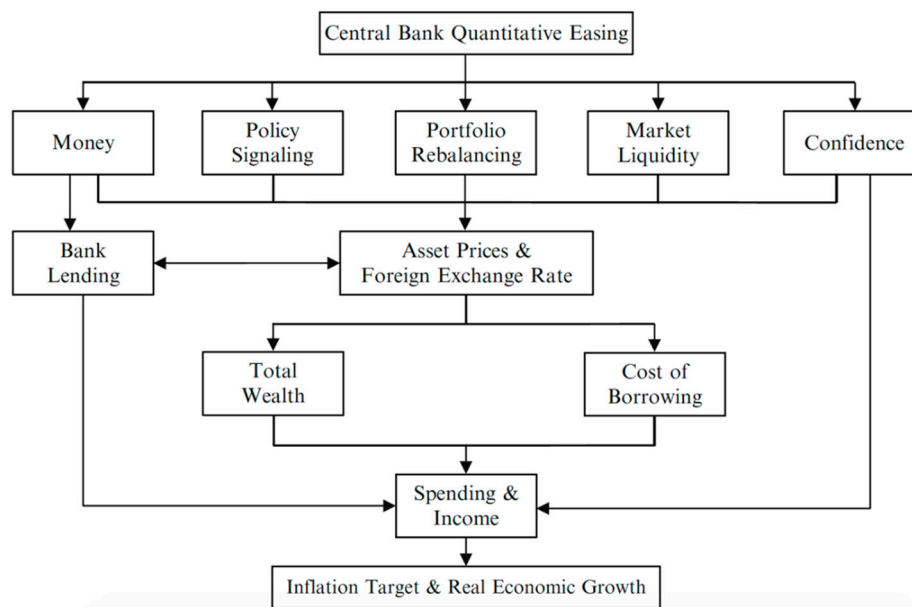 Central Bank Quantitative Easing
Money
Policy
Signaling
Portfolio
Rebalancing
Market
Liquidity
Confidence
Bank
Lending
Asset Prices &
Foreign Exchange Rate
Total
Wealth
Cost of
Borrowing
Spending &
Income
Inflation Target & Real Economic Growth